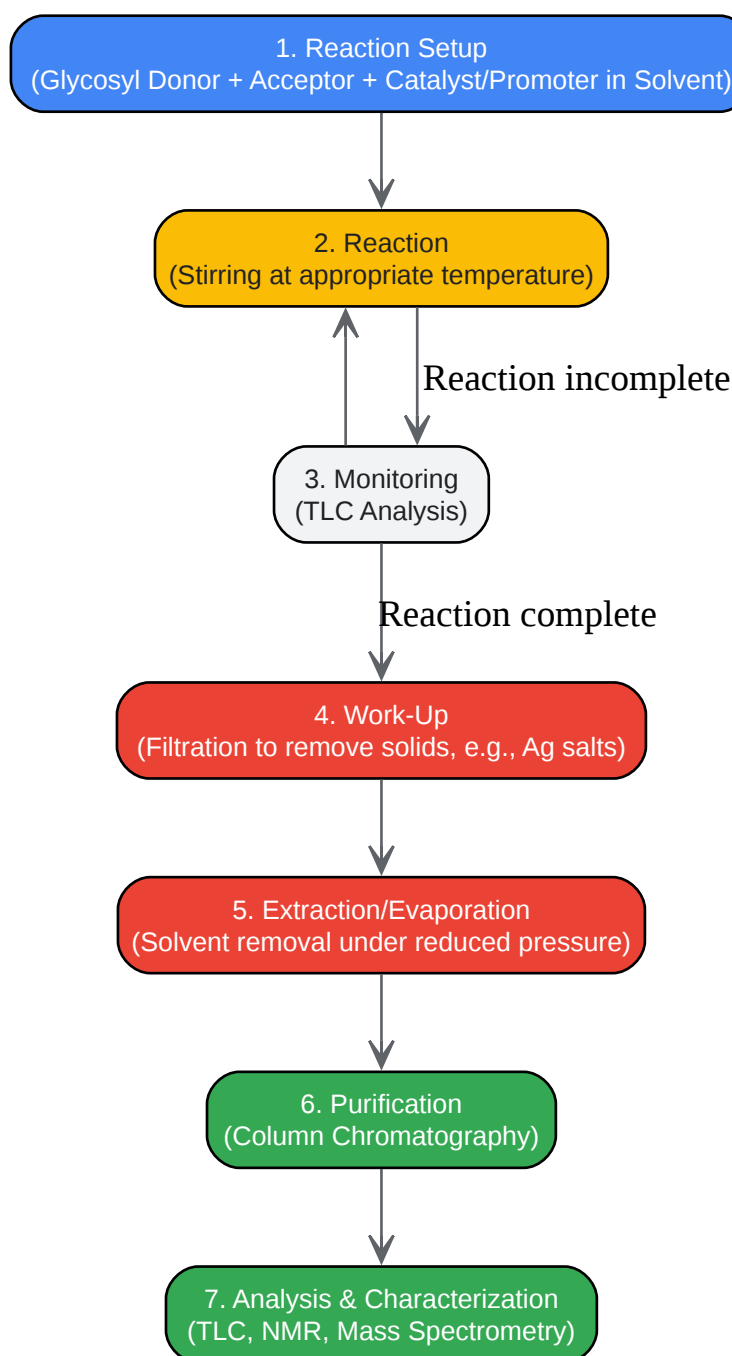 1. Reaction Setup
(Glycosyl Donor + Acceptor + Catalyst/Promoter in Solvent)
2. Reaction
(Stirring at appropriate temperature)
Reaction incomplete
3. Monitoring
(TLC Analysis)
Reaction complete
4. Work-Up
(Filtration to remove solids, e.g., Ag salts)
5. Extraction/Evaporation
(Solvent removal under reduced pressure)
6. Purification
(Column Chromatography)
7. Analysis & Characterization
(TLC, NMR, Mass Spectrometry)